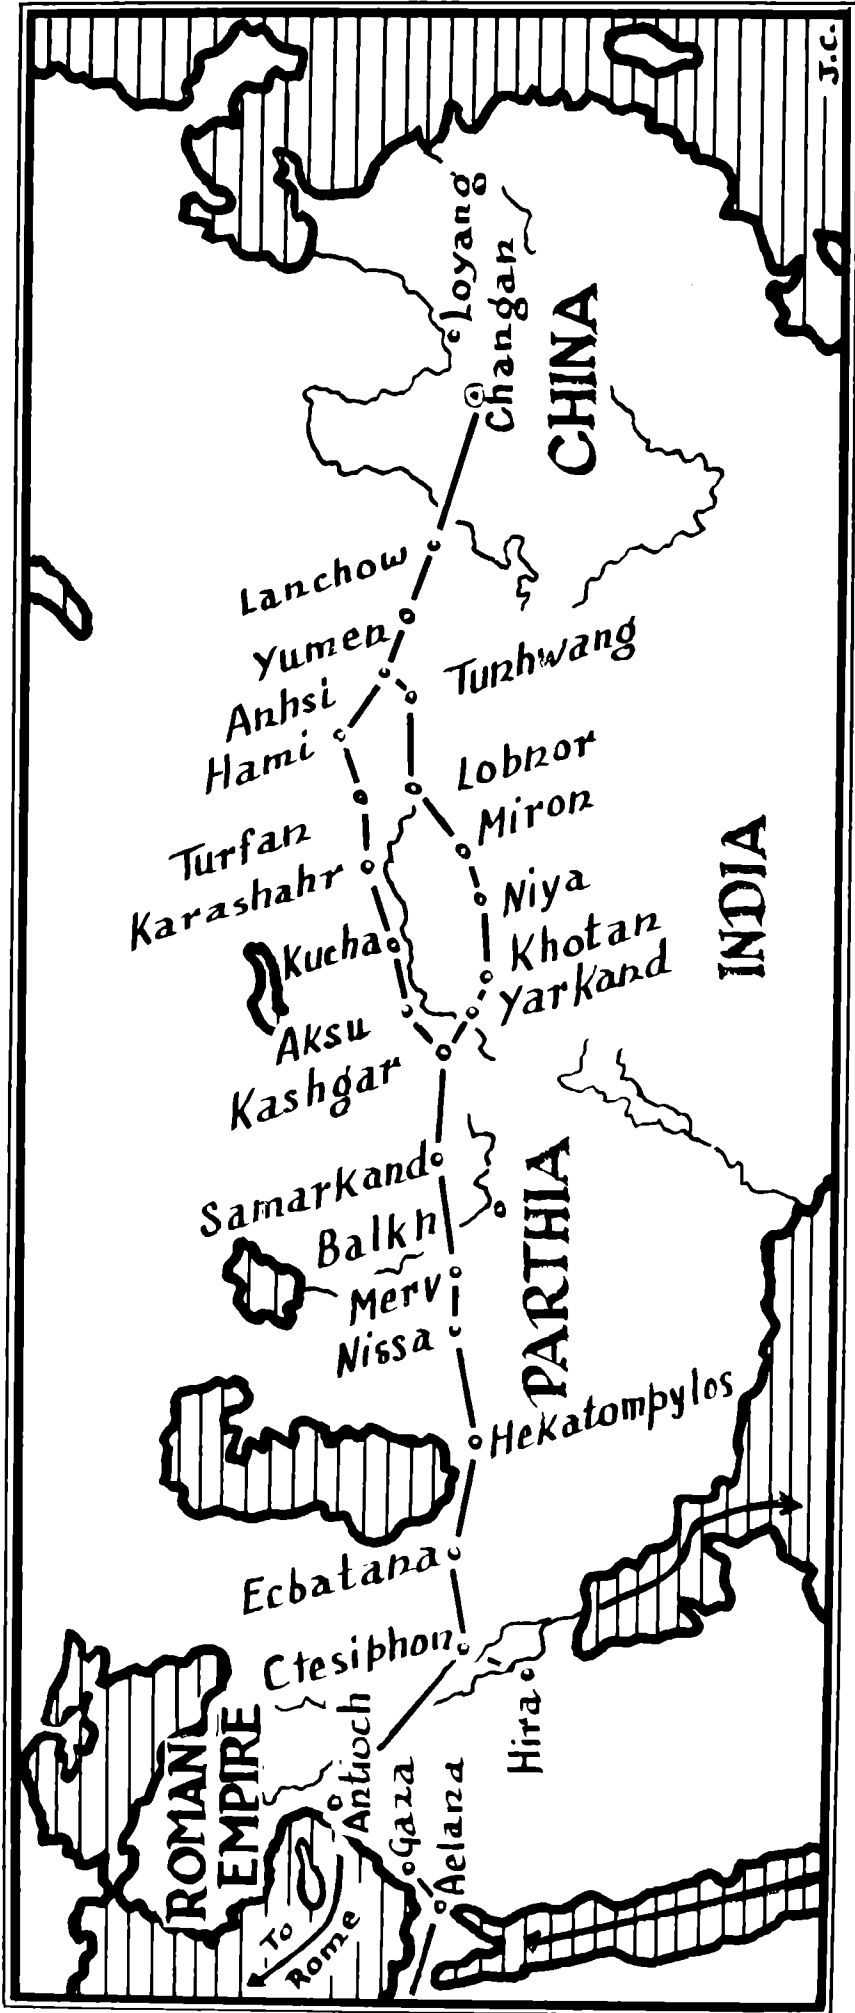 J.C.
Loyang
Changan
CHINA
Lanchow
Yumen
Anhsi
Hami
Tunhwang
Lobnor
Miron
Turfan
Karashahr
Kucha
Niya
Khotan
Yarkand
INDIA
Aksu
Kashgar
Samarkand
Balkh
Merv
Nissa
PARTHIA
Hekatompylos
Ecbatana
Ctesiphon
Hira
ROMAN
EMPIRE
Antioch
Gaza
Aelana
To
Rome